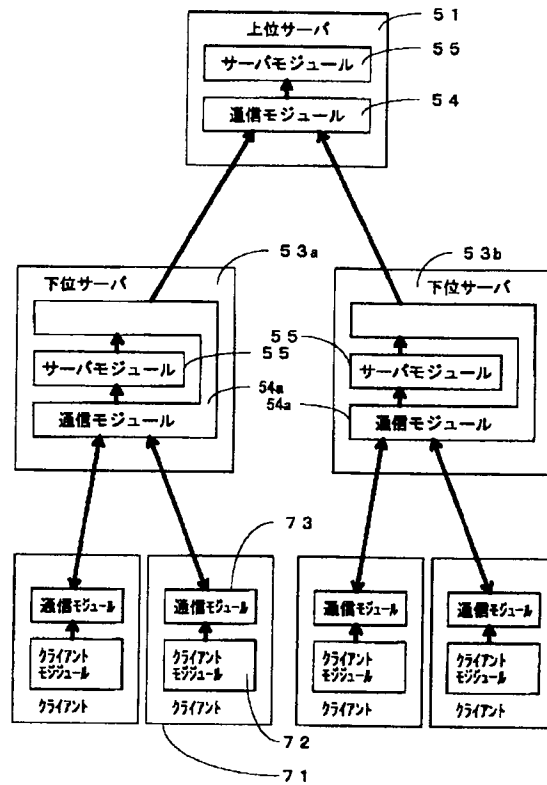 上位サーバ
51
サーバモジュール
55
通信モジュール
54
下位サーバ
53a
サーバモジュール
55
通信モジュール
54a
53b
下位サーバ
55
サーバモジュール
54a
通信モジュール
73
通信モジュール
クライアント
モジュール
クライアント
通信モジュール
クライアント
モジュール
クライアント
72
71
通信モジュール
クライアント
モジュール
クライアント
通信モジュール
クライアント
モジュール
クライアント